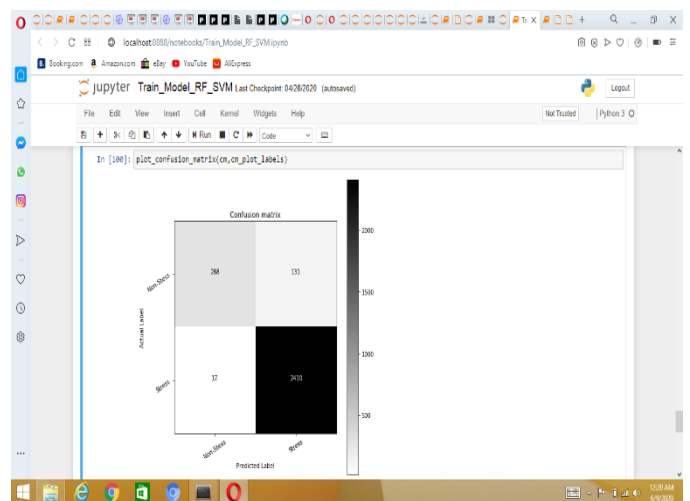 localhost:8888/notebooks/Train_Model_RF_SVM.ipynb
Booking.com Amazon.com eBay YouTube AliExpress
jupyter Train_Model_RF_SVM Last Checkpoint: 04/28/2020 (autosaved)
Logout
File Edit View Insert Cell Kernel Widgets Help
Not Trusted Python 3
Run Code
In [100]: plot_confusion_matrix(cm,cm_plot_labels)
Confusion matrix
Actual Label
Non-Stress 288 131
Stress 17 2410
Non-Stress Stress
Predicted Label
2000
1500
1000
500
12:20 AM
6/9/2020